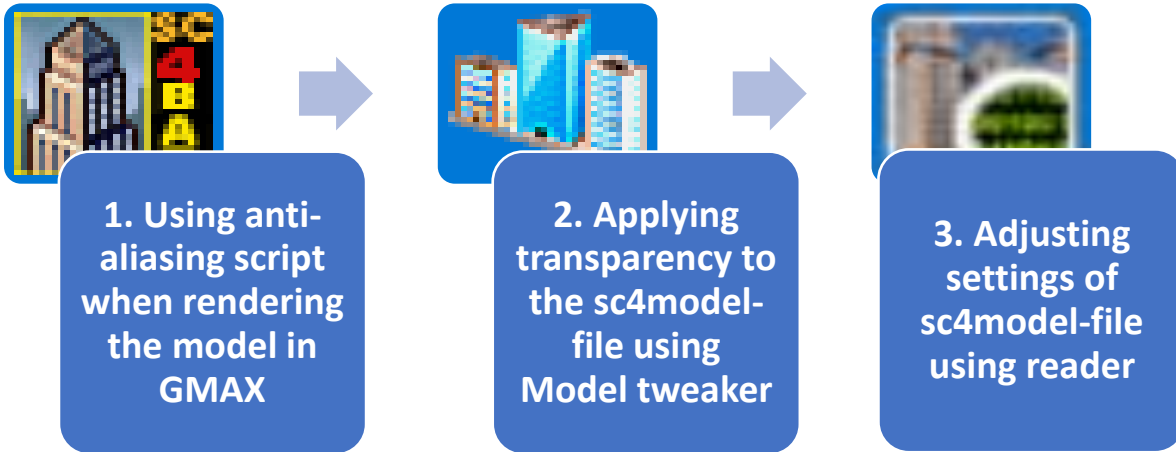 SC
4
B
A
1. Using anti-
aliasing script
when rendering
the model in
GMAX
2. Applying
transparency to
the sc4model-
file using
Model tweaker
3. Adjusting
settings of
sc4model-file
using reader